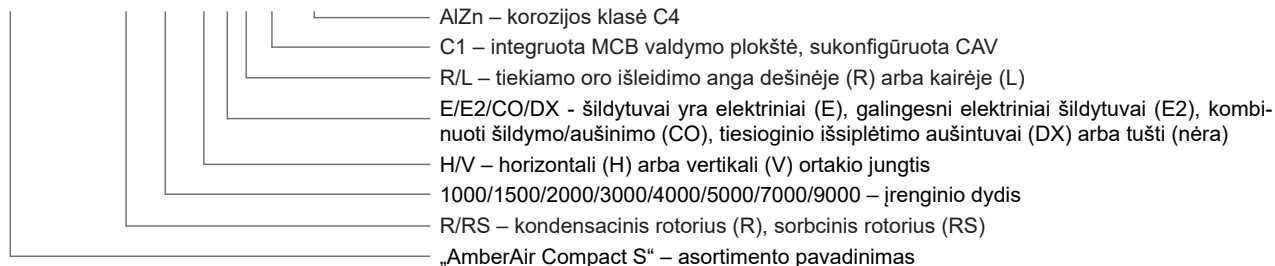 AlZn – korozijos klasė C4
C1 – integruota MCB valdymo plokštė, sukonfigūruota CAV
R/L – tiekiamo oro išleidimo anga dešinėje (R) arba kairėje (L)
E/E2/CO/DX - šildytuvai yra elektriniai (E), galingesni elektriniai šildytuvai (E2), kombi-
nuoti šildymo/aušinimo (CO), tiesioginio išsiplėtimo aušintuvai (DX) arba tušti (nėra)
H/V – horizontali (H) arba vertikali (V) ortakio jungtis
1000/1500/2000/3000/4000/5000/7000/9000 – įrenginio dydis
R/RS – kondensacinis rotorius (R), sorbcinis rotorius (RS)
„AmberAir Compact S“ – asortimento pavadinimas